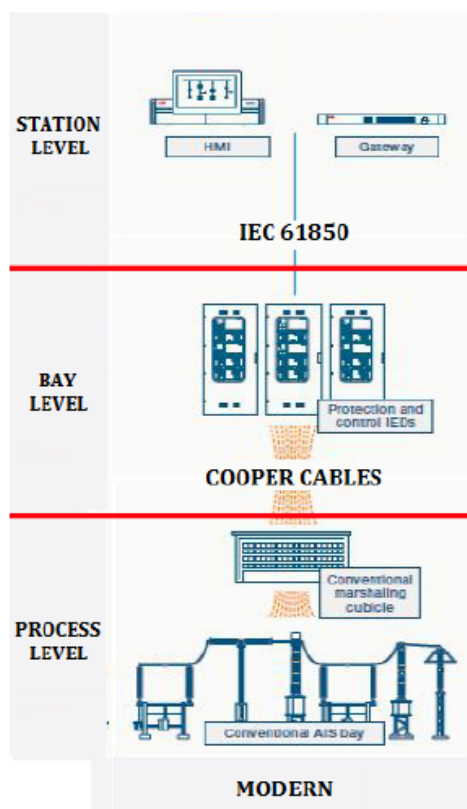 STATION
LEVEL
HMI
Gateway
IEC 61850
BAY
LEVEL
Protection and
control IEDs
COOPER CABLES
PROCESS
LEVEL
Conventional
marshaling
cubicle
Conventional AIS bay
MODERN